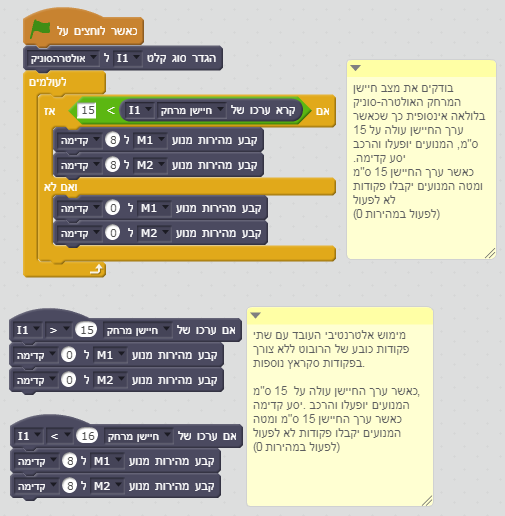 כאשר לוחצים על
הגדר סוג קלט I1 ל אולטרהסוניק
לעולמים
אם קרא ערכו של חיישן מרחק I1 > 15 אז
קבע מהירות מנוע M1 ל 8 קדימה
קבע מהירות מנוע M2 ל 8 קדימה
ואם לא
קבע מהירות מנוע M1 ל 0 קדימה
קבע מהירות מנוע M2 ל 0 קדימה
בודקים את מצב חיישן
המרחק האולטרה-סוניק
בלולאה אינסופית כך שכאשר
ערך החיישן עולה על 15
ס"מ, המנועים יופעלו והרכב
יסע קדימה.
כאשר ערך החיישן 15 ס"מ
ומטה המנועים יקבלו פקודות
לא לפעול
(לפעול במהירות 0)
אם ערכו של חיישן מרחק 15 > I1
קבע מהירות מנוע M1 ל 0 קדימה
קבע מהירות מנוע M2 ל 0 קדימה
אם ערכו של חיישן מרחק 16 < I1
קבע מהירות מנוע M1 ל 8 קדימה
קבע מהירות מנוע M2 ל 8 קדימה
מימוש אלטרנטיבי העובד עם שתי
פקודות כובע של הרובוט ללא צורך
בפקודות סקראץ נוספות.
כאשר ערך החיישן עולה על 15 ס"מ,
המנועים יופעלו והרכב .יסע קדימה
כאשר ערך החיישן 15 ס"מ ומטה
המנועים יקבלו פקודות לא לפעול
(לפעול במהירות 0)